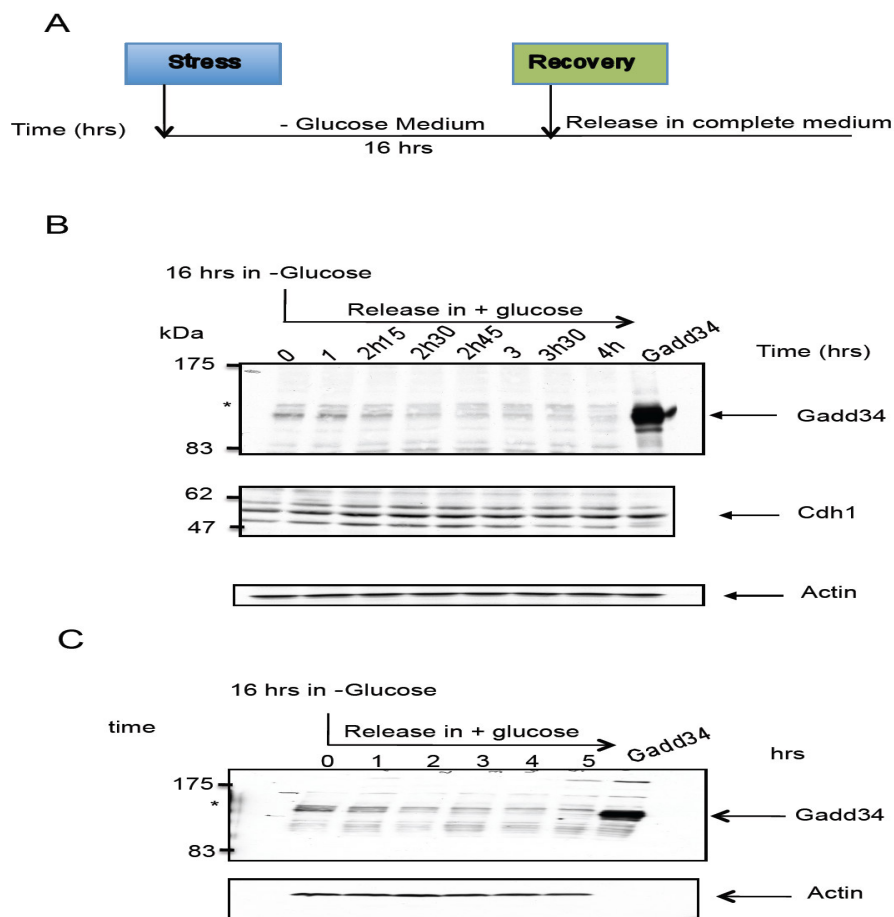 A
Stress
Recovery
Time (hrs)
- Glucose Medium
16 hrs
Release in complete medium
B
16 hrs in -Glucose
Release in + glucose
kDa
0 1 2h15 2h30 2h45 3 3h30 4h Gadd34
Time (hrs)
175
*
Gadd34
83
62
Cdh1
47
Actin
C
16 hrs in -Glucose
time
Release in + glucose
0 1 2 3 4 5 Gadd34
hrs
175
*
Gadd34
83
Actin